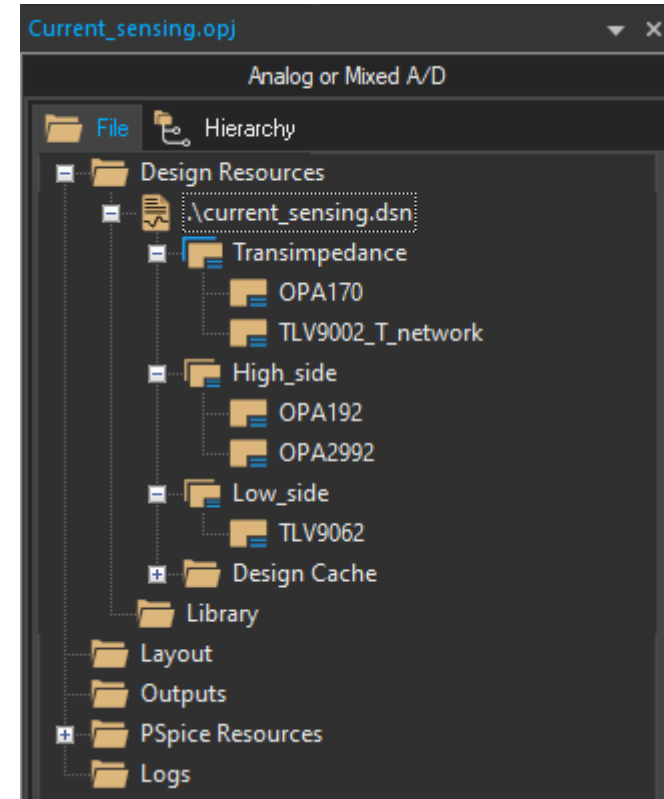 Current_sensing.opj
Analog or Mixed A/D
File Hierarchy
Design Resources
.\current_sensing.dsn
Transimpedance
OPA170
TLV9002_T_network
High_side
OPA192
OPA2992
Low_side
TLV9062
Design Cache
Library
Layout
Outputs
PSpice Resources
Logs